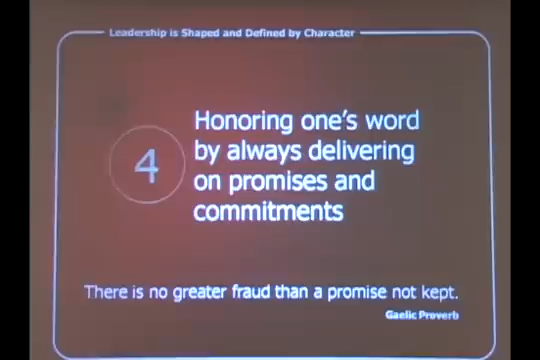 Leadership is Shaped and Defined by Character
4
Honoring one's word
by always delivering
on promises and
commitments
There is no greater fraud than a promise not kept.
Gaelic Proverb